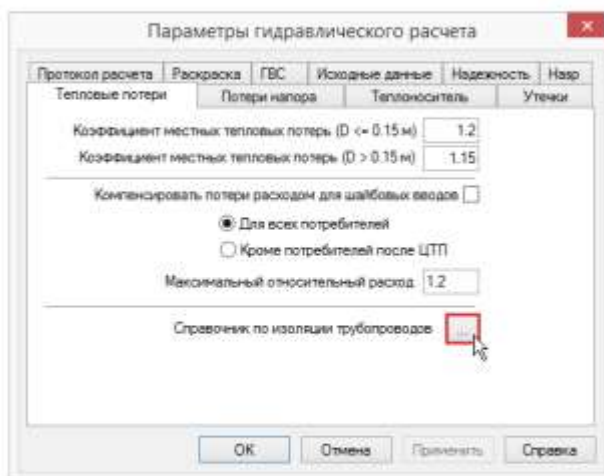 Параметры гидравлического расчета
Протокол расчета Раскраска ГВС Исходные данные Надежность Hasp
Тепловые потери Потери напора Теплоноситель Утечки
Коэффициент местных тепловых потерь (D <= 0.15 м) 1.2
Коэффициент местных тепловых потерь (D > 0.15 м) 1.15
Компенсировать потери расходом для шайбовых вводов
Для всех потребителей
Кроме потребителей после ЦТП
Максимальный относительный расход 1.2
Справочник по изоляции трубопроводов ...
ОК Отмена Применить Справка